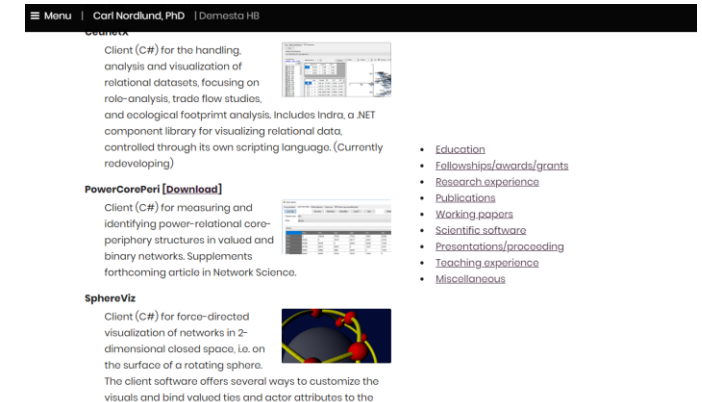 ☰ Menu | Carl Nordlund, PhD | Demesta HB
CeunetX
Client (C#) for the handling,
analysis and visualization of
relational datasets, focusing on
role-analysis, trade flow studies,
and ecological footprimt analysis. Includes Indra, a .NET
component library for visualizing relational data,
controlled through its own scripting language. (Currently
redeveloping)
PowerCorePeri [Download]
Client (C#) for measuring and
identifying power-relational core-
periphery structures in valued and
binary networks. Supplements
forthcoming article in Network Science.
SphereViz
Client (C#) for force-directed
visualization of networks in 2-
dimensional closed space, i.e. on
the surface of a rotating sphere.
The client software offers several ways to customize the
visuals and bind valued ties and actor attributes to the
Education
Fellowships/awards/grants
Research experience
Publications
Working papers
Scientific software
Presentations/proceeding
Teaching experience
Miscellaneous